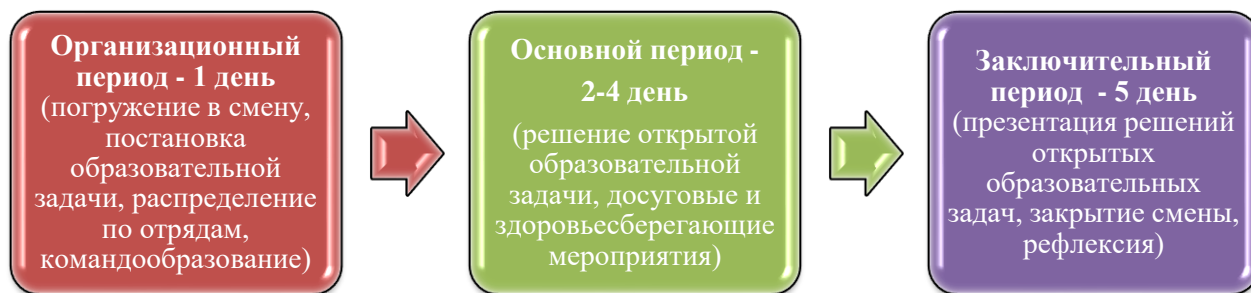 Организационный
период - 1 день
(погружение в смену,
постановка
образовательной
задачи, распределение
по отрядам,
командообразование)
Основной период -
2-4 день
(решение открытой
образовательной
задачи, досуговые и
здоровьесберегающие
мероприятия)
Заключительный
период - 5 день
(презентация решений
открытых
образовательных
задач, закрытие смены,
рефлексия)